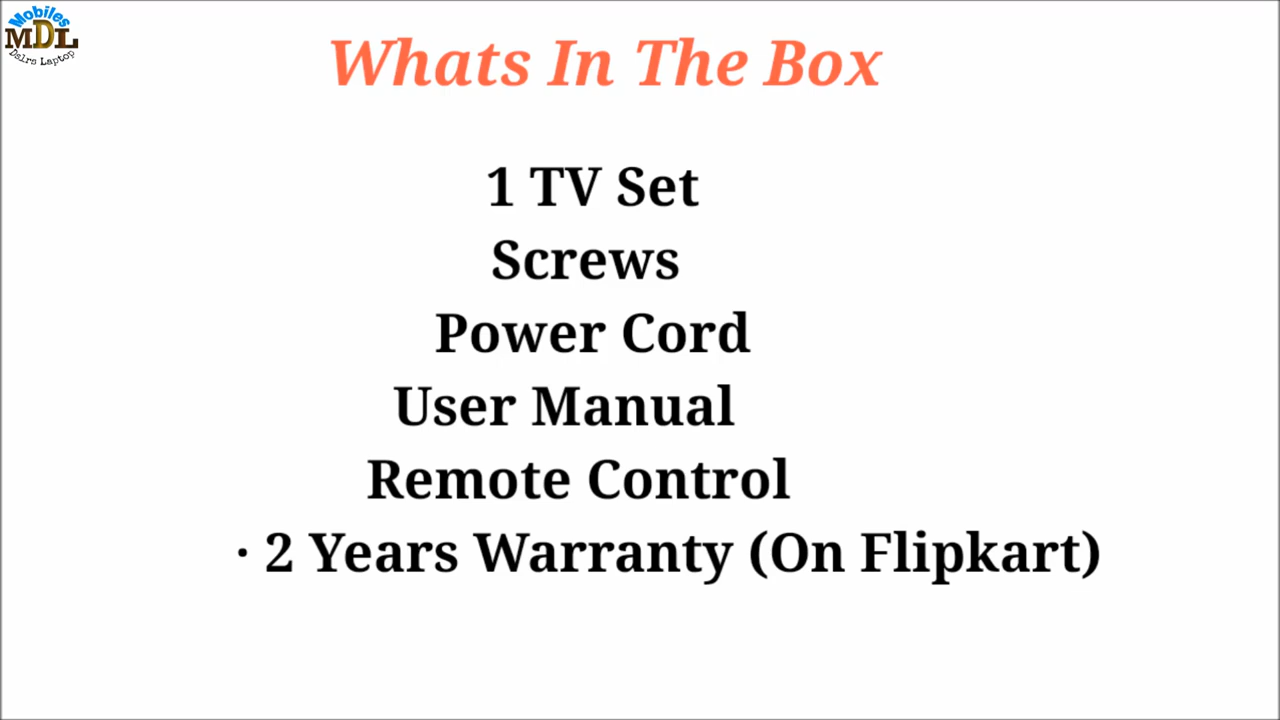 Mobiles
MDL
Dslrs Laptop
Whats In The Box
1 TV Set
Screws
Power Cord
User Manual
Remote Control
· 2 Years Warranty (On Flipkart)